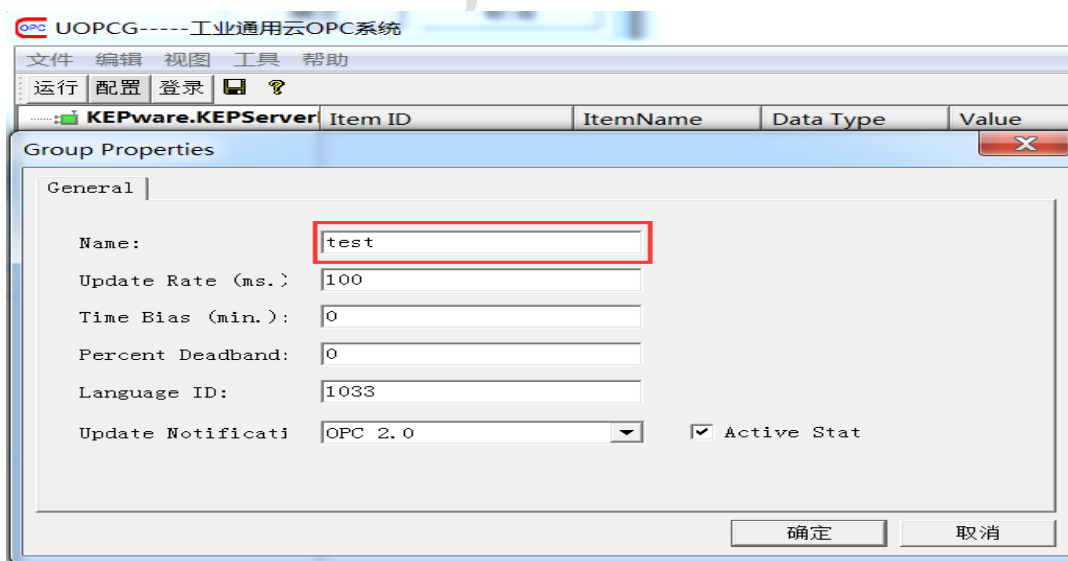 OPC UOPCG-----工业通用云OPC系统
文件 编辑 视图 工具 帮助
运行 配置 登录
KEPware.KEPServer Item ID ItemName Data Type Value
Group Properties
General
Name: test
Update Rate (ms.) 100
Time Bias (min.): 0
Percent Deadband: 0
Language ID: 1033
Update Notificati OPC 2.0 Active Stat
确定 取消